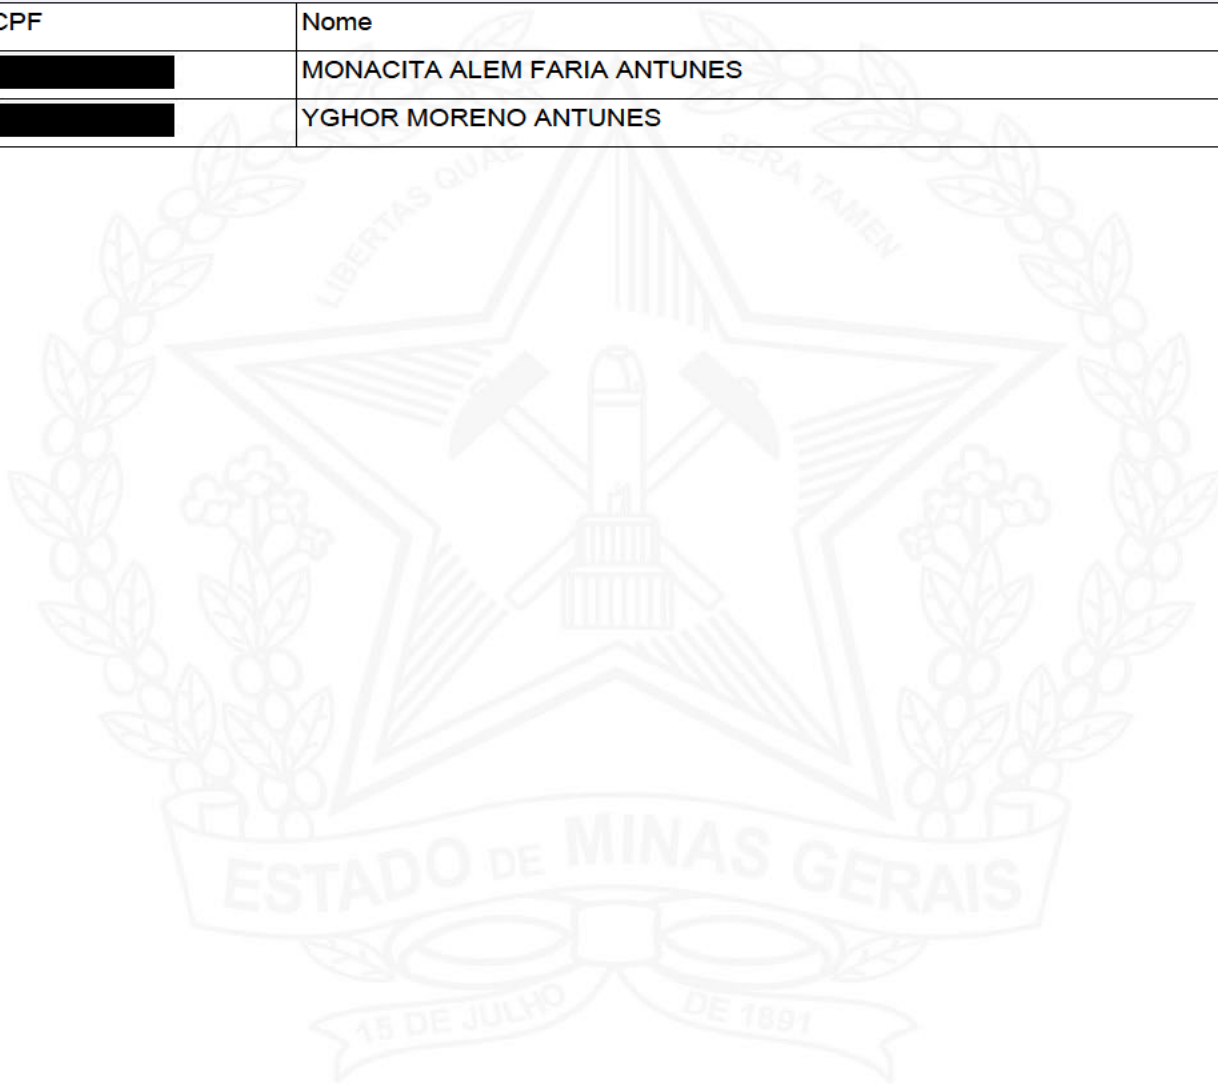 CPF Nome
MONACITA ALEM FARIA ANTUNES
YGHOR MORENO ANTUNES
LIBERTAS QUAE SERA TAMEN
ESTADO DE MINAS GERAIS
15 DE JULHO DE 1891